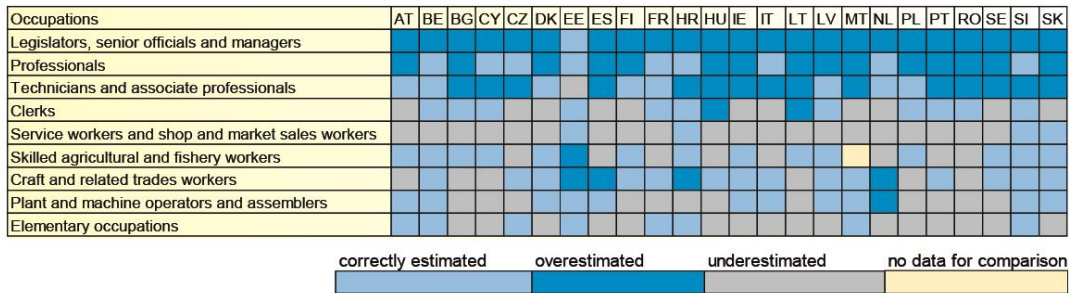 Occupations AT BE BG CY CZ DK EE ES FI FR HR HU IE IT LT LV MT NL PL PT RO SE SI SK
Legislators, senior officials and managers
Professionals
Technicians and associate professionals
Clerks
Service workers and shop and market sales workers
Skilled agricultural and fishery workers
Craft and related trades workers
Plant and machine operators and assemblers
Elementary occupations
correctly estimated overestimated underestimated no data for comparison